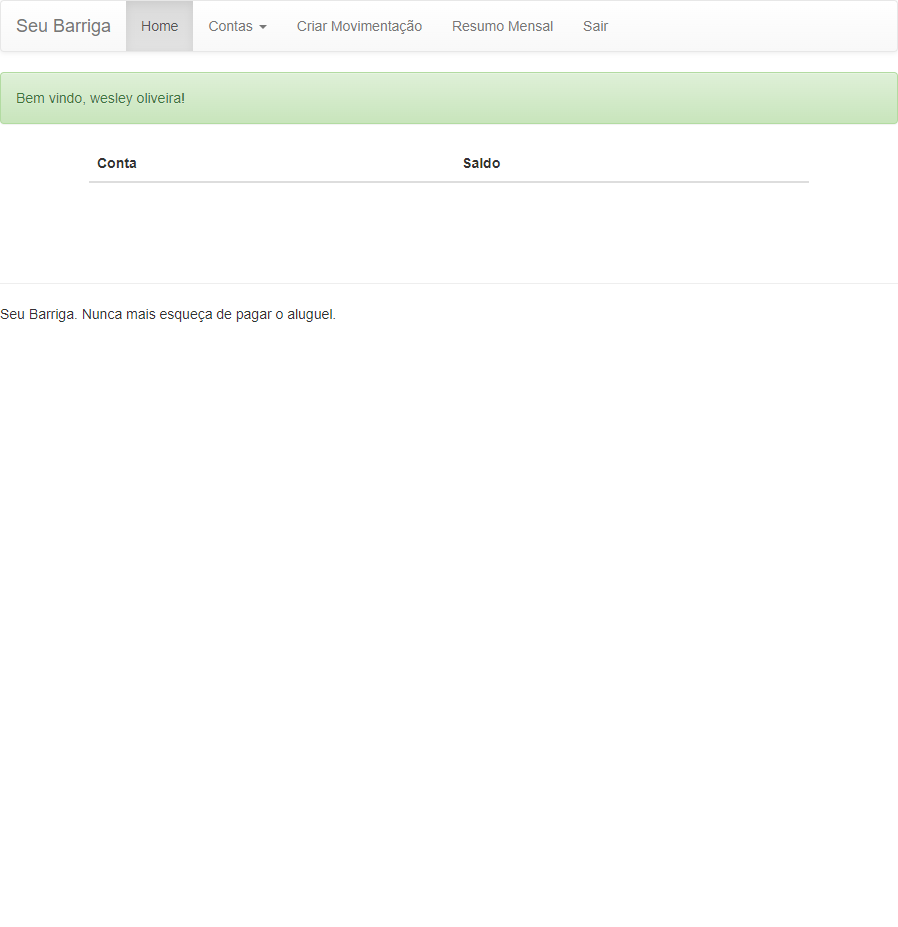 Seu Barriga Home Contas Criar Movimentação Resumo Mensal Sair
Bem vindo, wesley oliveira!
Conta Saldo
Seu Barriga. Nunca mais esqueça de pagar o aluguel.